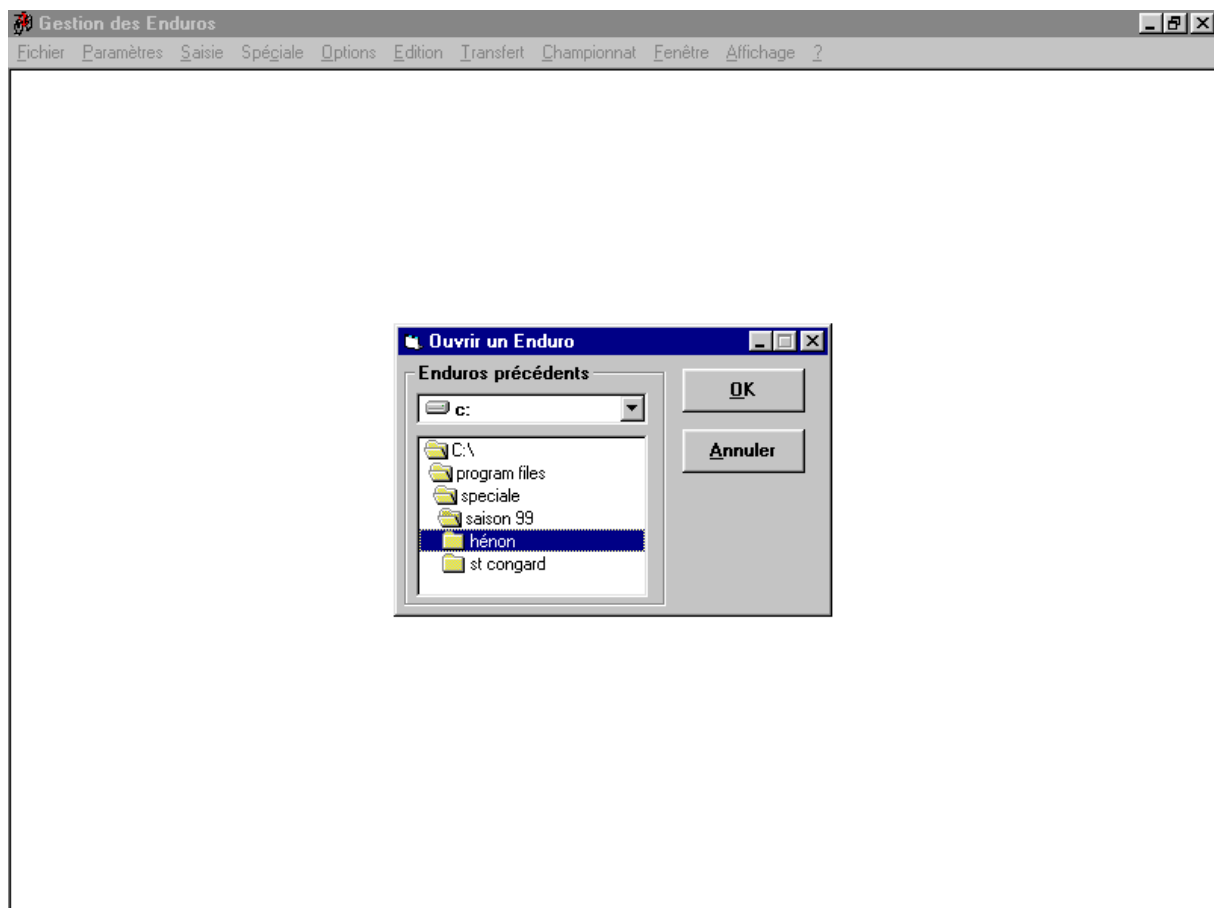 Gestion des Enduros
Fichier Paramètres Saisie Spéciale Options Edition Transfert Championnat Fenêtre Affichage ?
Ouvrir un Enduro
Enduros précédents
OK
c:
Annuler
C:\
program files
speciale
saison 99
hénon
st congard